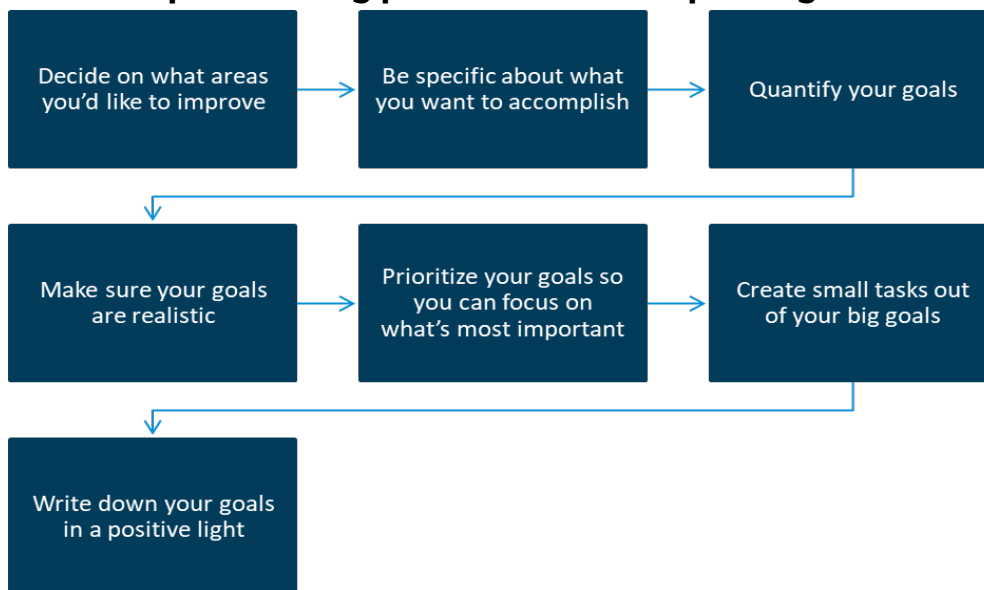 Decide on what areas
you'd like to improve
Be specific about what
you want to accomplish
Quantify your goals
Make sure your goals
are realistic
Prioritize your goals so
you can focus on
what's most important
Create small tasks out
of your big goals
Write down your goals
in a positive light